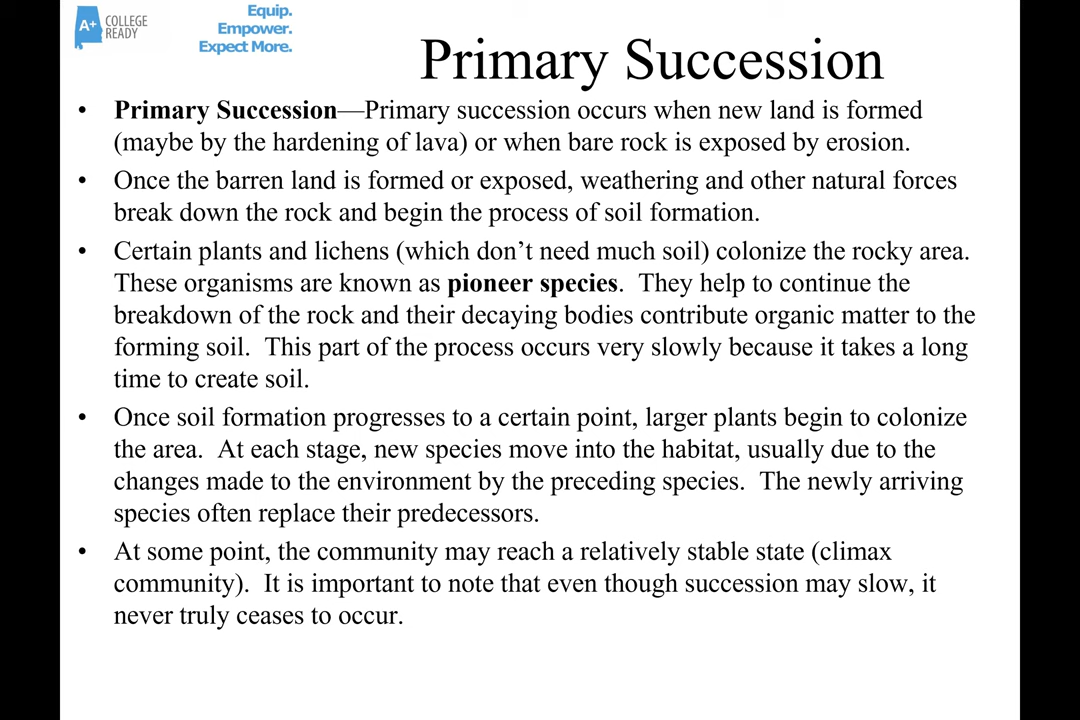 A+ COLLEGE
READY
Equip.
Empower.
Expect More.
Primary Succession
• Primary Succession—Primary succession occurs when new land is formed
(maybe by the hardening of lava) or when bare rock is exposed by erosion.
• Once the barren land is formed or exposed, weathering and other natural forces
break down the rock and begin the process of soil formation.
• Certain plants and lichens (which don’t need much soil) colonize the rocky area.
These organisms are known as pioneer species.  They help to continue the
breakdown of the rock and their decaying bodies contribute organic matter to the
forming soil.  This part of the process occurs very slowly because it takes a long
time to create soil.
• Once soil formation progresses to a certain point, larger plants begin to colonize
the area.  At each stage, new species move into the habitat, usually due to the
changes made to the environment by the preceding species.  The newly arriving
species often replace their predecessors.
• At some point, the community may reach a relatively stable state (climax
community).  It is important to note that even though succession may slow, it
never truly ceases to occur.